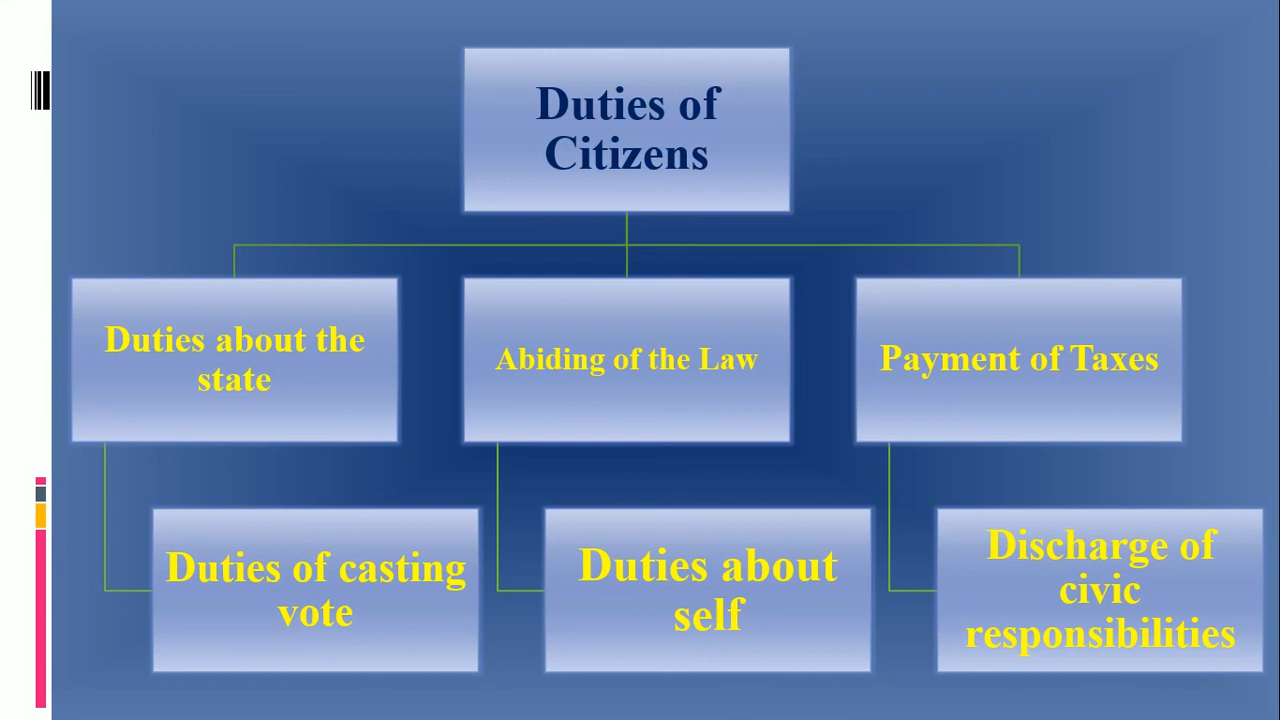 Duties of
Citizens
Duties about the
state
Abiding of the Law
Payment of Taxes
Duties of casting
vote
Duties about
self
Discharge of
civic
responsibilities